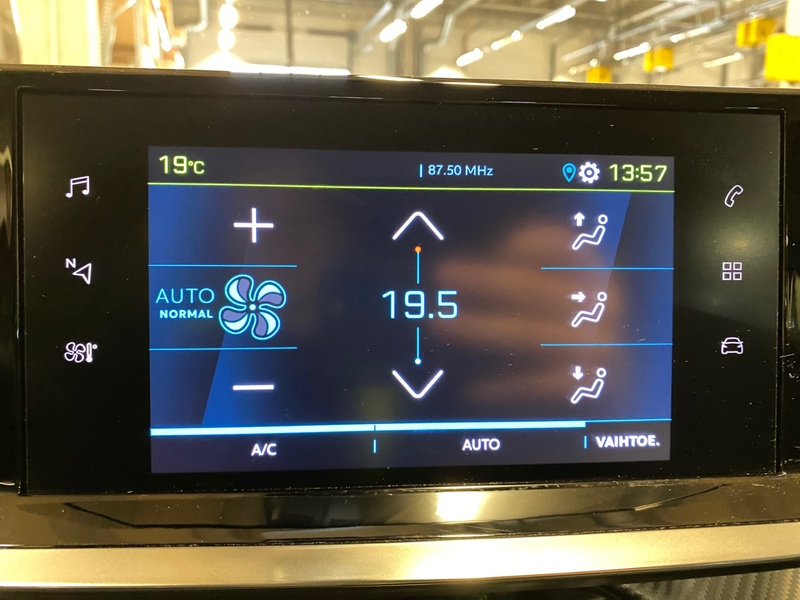 19°C
87.50 MHz
13:57
N
AUTO
NORMAL
19.5
A/C
AUTO
VAIHTOE.